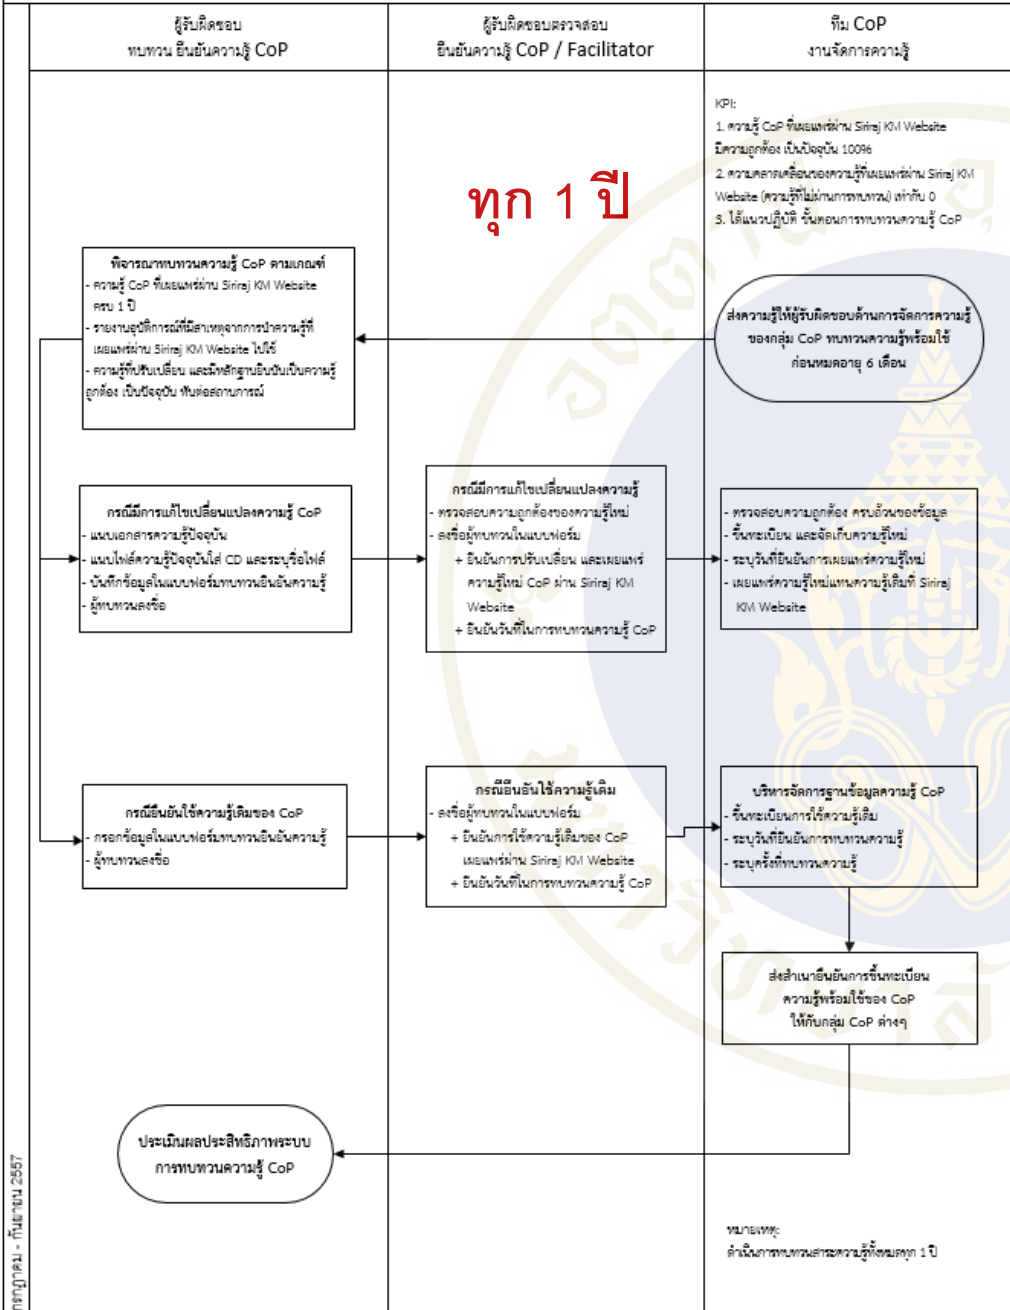 ผู้รับผิดชอบ
ทบทวน ยืนยันความรู้ CoP
ผู้รับผิดชอบตรวจสอบ
ยืนยันความรู้ CoP / Facilitator
ทีม CoP
งานจัดการความรู้
KPI:
1. ความรู้ CoP ที่เผยแพร่ผ่าน Siriraj KM Website
มีความถูกต้อง เป็นปัจจุบัน 100%
2. ความคลาดเคลื่อนของความรู้ที่เผยแพร่ผ่าน Siriraj KM
Website (ความรู้ที่ไม่ผ่านการทบทวน) เท่ากับ 0
3. ได้แนวปฏิบัติ ขั้นตอนการทบทวนความรู้ CoP
ทุก 1 ปี
พิจารณาทบทวนความรู้ CoP ตามเกณฑ์
- ความรู้ CoP ที่เผยแพร่ผ่าน Siriraj KM Website
ครบ 1 ปี
- รายงานอุบัติการณ์ที่มีสาเหตุจากการนำความรู้ที่
เผยแพร่ผ่าน Siriraj KM Website ไปใช้
- ความรู้ที่ปรับเปลี่ยน และมีหลักฐานยืนยันเป็นความรู้
ถูกต้อง เป็นปัจจุบัน ทันต่อสถานการณ์
ส่งความรู้ให้ผู้รับผิดชอบด้านการจัดการความรู้
ของกลุ่ม CoP ทบทวนความรู้พร้อมใช้
ก่อนหมดอายุ 6 เดือน
กรณีมีการแก้ไขเปลี่ยนแปลงความรู้ CoP
- แนบเอกสารความรู้ปัจจุบัน
- แนบไฟล์ความรู้ปัจจุบันใส่ CD และระบุชื่อไฟล์
- บันทึกข้อมูลในแบบฟอร์มทบทวนยืนยันความรู้
- ผู้ทบทวนลงชื่อ
กรณีมีการแก้ไขเปลี่ยนแปลงความรู้
- ตรวจสอบความถูกต้องของความรู้ใหม่
- ลงชื่อผู้ทบทวนในแบบฟอร์ม
+ ยืนยันการปรับเปลี่ยน และเผยแพร่
ความรู้ใหม่ CoP ผ่าน Siriraj KM
Website
+ ยืนยันวันที่ในการทบทวนความรู้ CoP
- ตรวจสอบความถูกต้อง ครบถ้วนของข้อมูล
- ขึ้นทะเบียน และจัดเก็บความรู้ใหม่
- ระบุวันที่ยืนยันการเผยแพร่ความรู้ใหม่
- เผยแพร่ความรู้ใหม่แทนความรู้เดิมที่ Siriraj
KM Website
กรณียืนยันใช้ความรู้เดิมของ CoP
- กรอกข้อมูลในแบบฟอร์มทบทวนยืนยันความรู้
- ผู้ทบทวนลงชื่อ
กรณียืนยันใช้ความรู้เดิม
- ลงชื่อผู้ทบทวนในแบบฟอร์ม
+ ยืนยันการใช้ความรู้เดิมของ CoP
เผยแพร่ผ่าน Siriraj KM Website
+ ยืนยันวันที่ในการทบทวนความรู้ CoP
บริหารจัดการฐานข้อมูลความรู้ CoP
- ขึ้นทะเบียนการใช้ความรู้เดิม
- ระบุวันที่ยืนยันการทบทวนความรู้
- ระบุครั้งที่ทบทวนความรู้
ส่งสำเนายืนยันการขึ้นทะเบียน
ความรู้พร้อมใช้ของ CoP
ให้กับกลุ่ม CoP ต่างๆ
ประเมินผลประสิทธิภาพระบบ
การทบทวนความรู้ CoP
หมายเหตุ:
ดำเนินการทบทวนสาระความรู้ทั้งหมดทุก 1 ปี
กรกฎาคม - กันยายน 2557